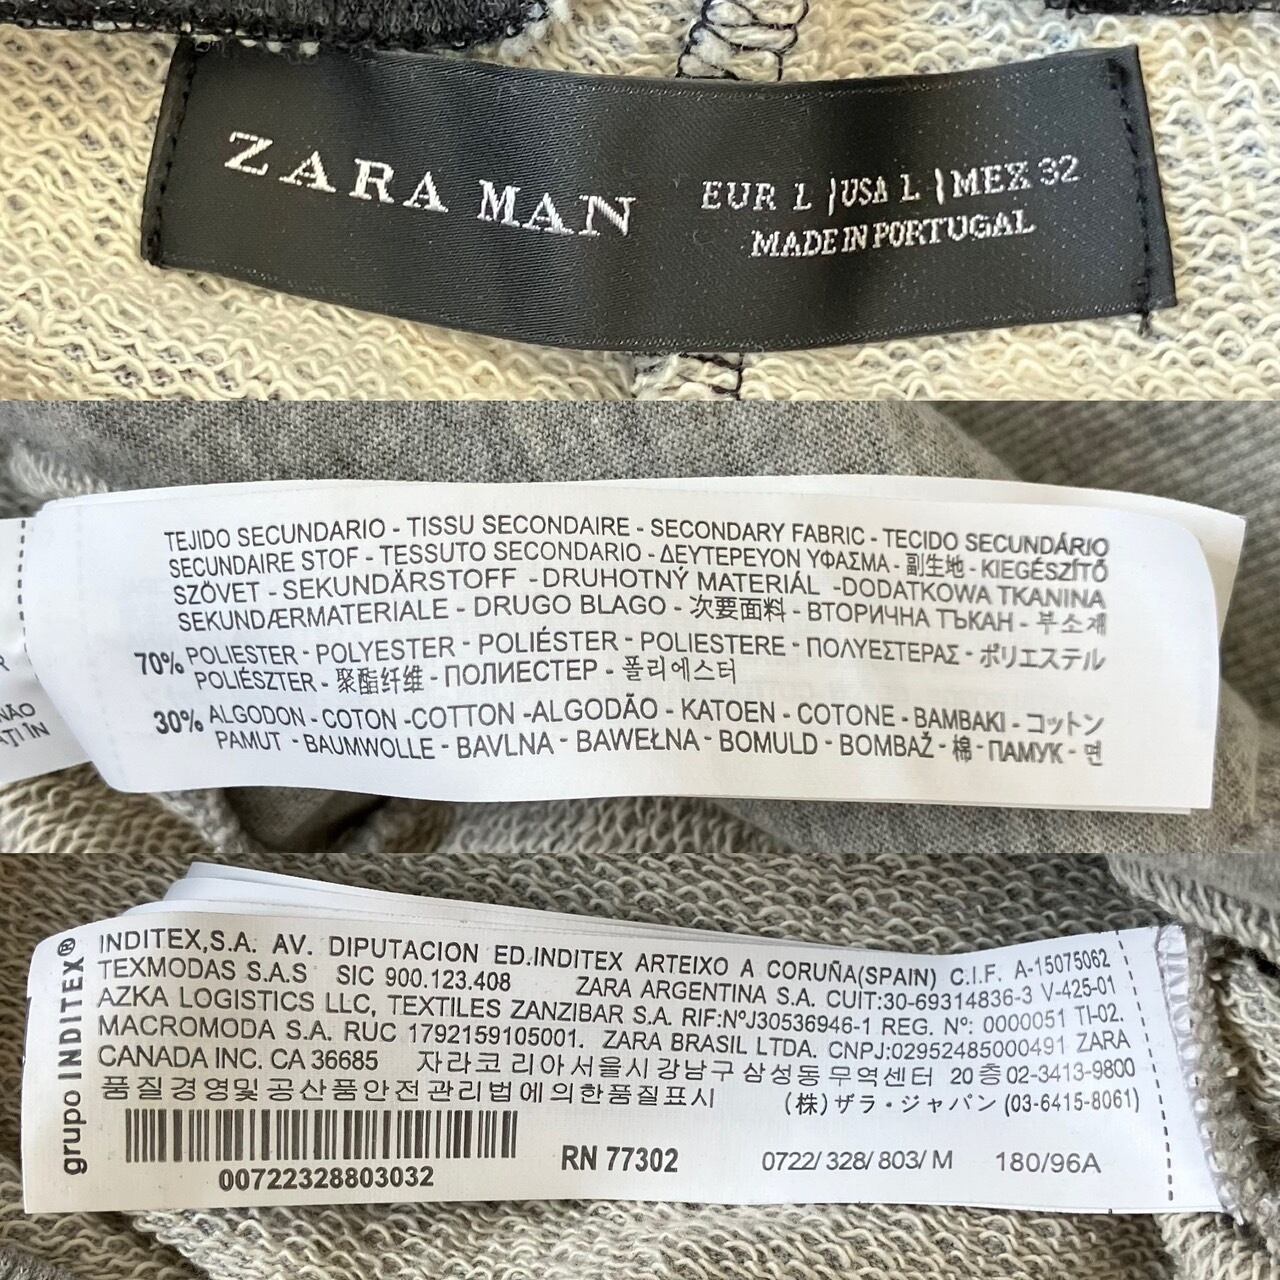 ZARA MAN
EUR L | USA L | MEX 32
MADE IN PORTUGAL
TEJIDO SECUNDARIO - TISSU SECONDAIRE - SECONDARY FABRIC - TECIDO SECUNDÁRIO
SECUNDAIRE STOF - TESSUTO SECONDARIO - ΔΕΥΤΕΡΕΥΟΝ ΥΦΑΣΜΑ - 副生地 - KIEGÉSZÍTŐ
SZÖVET - SEKUNDÄRSTOFF - DRUHOTNÝ MATERIÁL - DODATKOWA TKANINA
SEKUNDÆRMATERIALE - DRUGO BLAGO - 次要面料 - ВТОРИЧНА ТЪКАН - 부소재
70% POLIESTER - POLYESTER - POLIÉSTER - POLIESTERE - ΠΟΛΥΕΣΤΕΡΑΣ - ポリエステル
POLIÉSZTER - 聚酯纤维 - ПОЛИЕСТЕР - 폴리에스터
30% ALGODON - COTON -COTTON -ALGODÃO - KATOEN - COTONE - BAMBAKI - コットン
PAMUT - BAUMWOLLE - BAVLNA - BAWEŁNA - BOMULD - BOMBAŽ - 棉 - ПАМУК - 면
R
NÃO
AŢI ÎN
grupo INDITEX®
INDITEX,S.A. AV. DIPUTACION ED.INDITEX ARTEIXO A CORUÑA(SPAIN) C.I.F. A-15075062
TEXMODAS S.A.S SIC 900.123.408 ZARA ARGENTINA S.A. CUIT:30-69314836-3 V-425-01
AZKA LOGISTICS LLC, TEXTILES ZANZIBAR S.A. RIF:NºJ30536946-1 REG. Nº: 0000051 TI-02.
MACROMODA S.A. RUC 1792159105001. ZARA BRASIL LTDA. CNPJ:02952485000491 ZARA
CANADA INC. CA 36685 자라코리아서울시강남구삼성동무역센터 20층02-3413-9800
품질경영및공산품안전관리법에의한품질표시 (株)ザラ・ジャパン (03-6415-8061)
00722328803032
RN 77302
0722/ 328/ 803/ M 180/96A